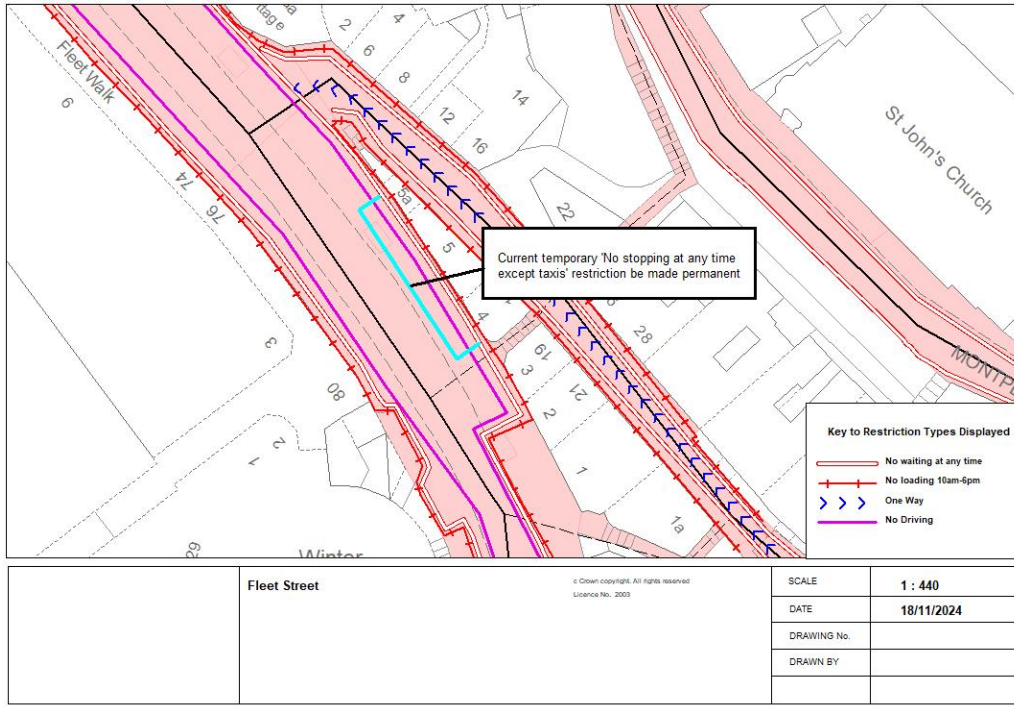 Fleet Walk
2
4
6
8
12
14
16
St John's Church
9
74
76
5a
5
22
Current temporary 'No stopping at any time
except taxis' restriction be made permanent
4
3
2
19
21
28
3
80
2
1
1
1a
29
Winter
Key to Restriction Types Displayed
No waiting at any time
No loading 10am-6pm
One Way
No Driving
Fleet Street
c Crown copyright. All rights reserved
Licence No. 2003
SCALE
1 : 440
DATE
18/11/2024
DRAWING No.
DRAWN BY